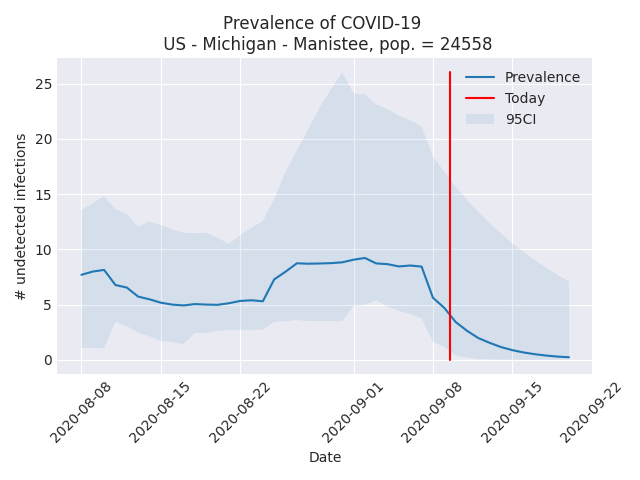 Prevalence of COVID-19
US - Michigan - Manistee, pop. = 24558
Prevalence
Today
95CI
25
20
15
10
5
0
# undetected infections
2020-08-08
2020-08-15
2020-08-22
2020-09-01
2020-09-08
2020-09-15
2020-09-22
Date